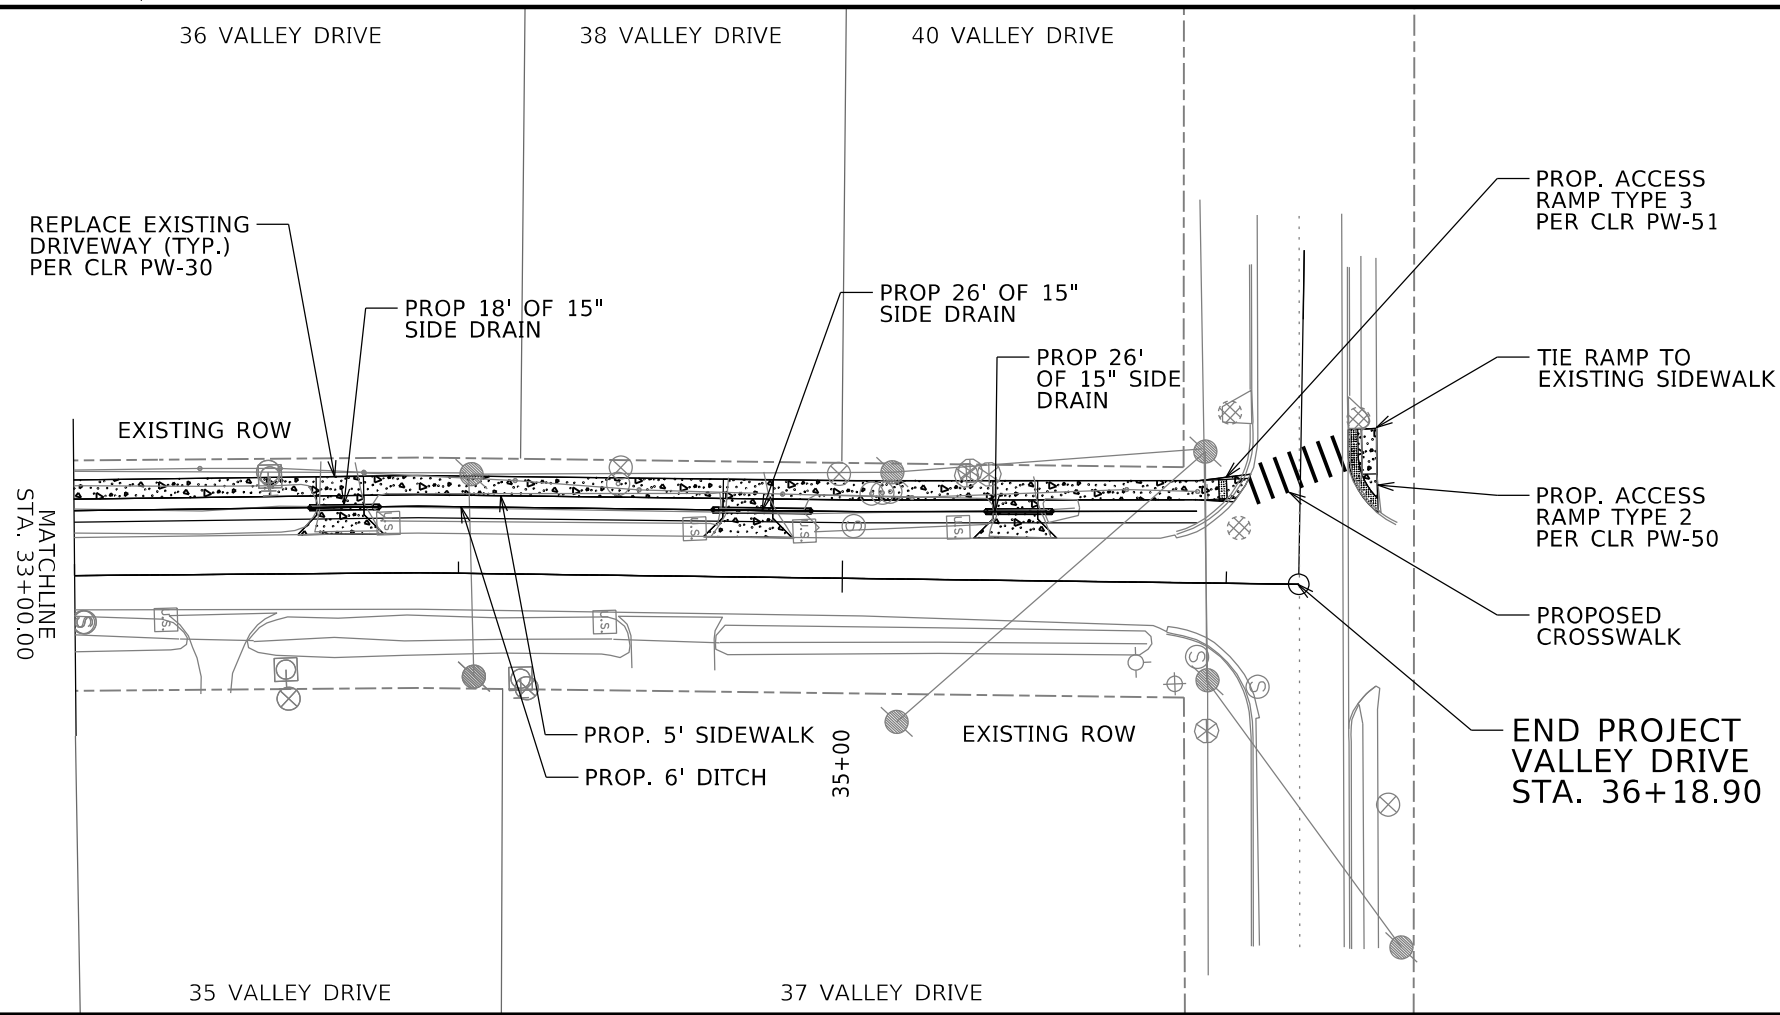 36 VALLEY DRIVE
38 VALLEY DRIVE
40 VALLEY DRIVE
PROP. ACCESS
RAMP TYPE 3
PER CLR PW-51
REPLACE EXISTING
DRIVEWAY (TYP.)
PER CLR PW-30
PROP 18' OF 15"
SIDE DRAIN
PROP 26' OF 15"
SIDE DRAIN
PROP 26'
OF 15" SIDE
DRAIN
TIE RAMP TO
EXISTING SIDEWALK
EXISTING ROW
MATCHLINE
STA. 33+00.00
PROP. ACCESS
RAMP TYPE 2
PER CLR PW-50
U.S.
U.S.
U.S.
S
U.S.
PROPOSED
CROSSWALK
S
U.S.
U.S.
S
S
PROP. 5' SIDEWALK
PROP. 6' DITCH
35+00
EXISTING ROW
END PROJECT
VALLEY DRIVE
STA. 36+18.90
35 VALLEY DRIVE
37 VALLEY DRIVE